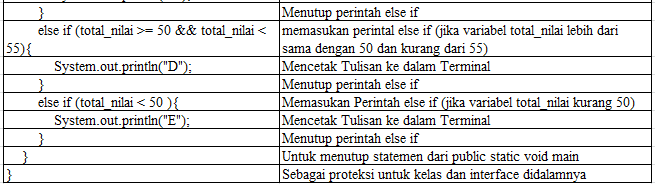 }
Menutup perintah else if
else if (total_nilai >= 50 && total_nilai <
55){
memasukan perintal else if (jika variabel total_nilai lebih dari
sama dengan 50 dan kurang dari 55)
System.out.println("D");
Mencetak Tulisan ke dalam Terminal
}
Menutup perintah else if
else if (total_nilai < 50 ){
Memasukan Perintah else if (jika variabel total_nilai kurang 50)
System.out.println("E");
Mencetak Tulisan ke dalam Terminal
}
Menutup perintah else if
}
Untuk menutup statemen dari public static void main
}
Sebagai proteksi untuk kelas dan interface didalamnya